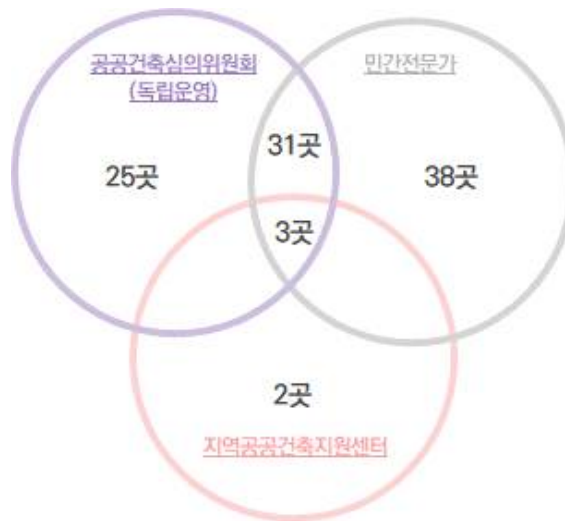 공공건축심의위원회
(독립운영)
민간전문가
31곳
25곳
38곳
3곳
2곳
지역공공건축지원센터